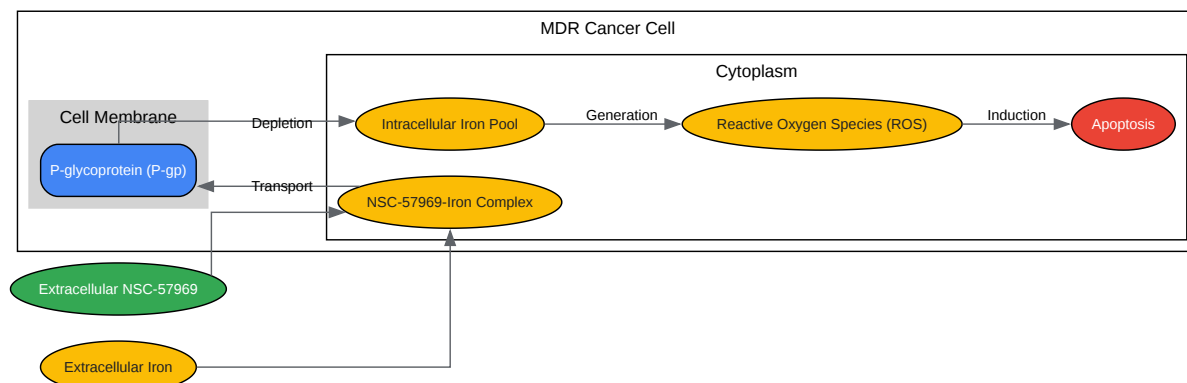 MDR Cancer Cell
Cytoplasm
Cell Membrane
Depletion
Intracellular Iron Pool
Generation
Reactive Oxygen Species (ROS)
Induction
Apoptosis
P-glycoprotein (P-gp)
Transport
NSC-57969-Iron Complex
Extracellular NSC-57969
Extracellular Iron